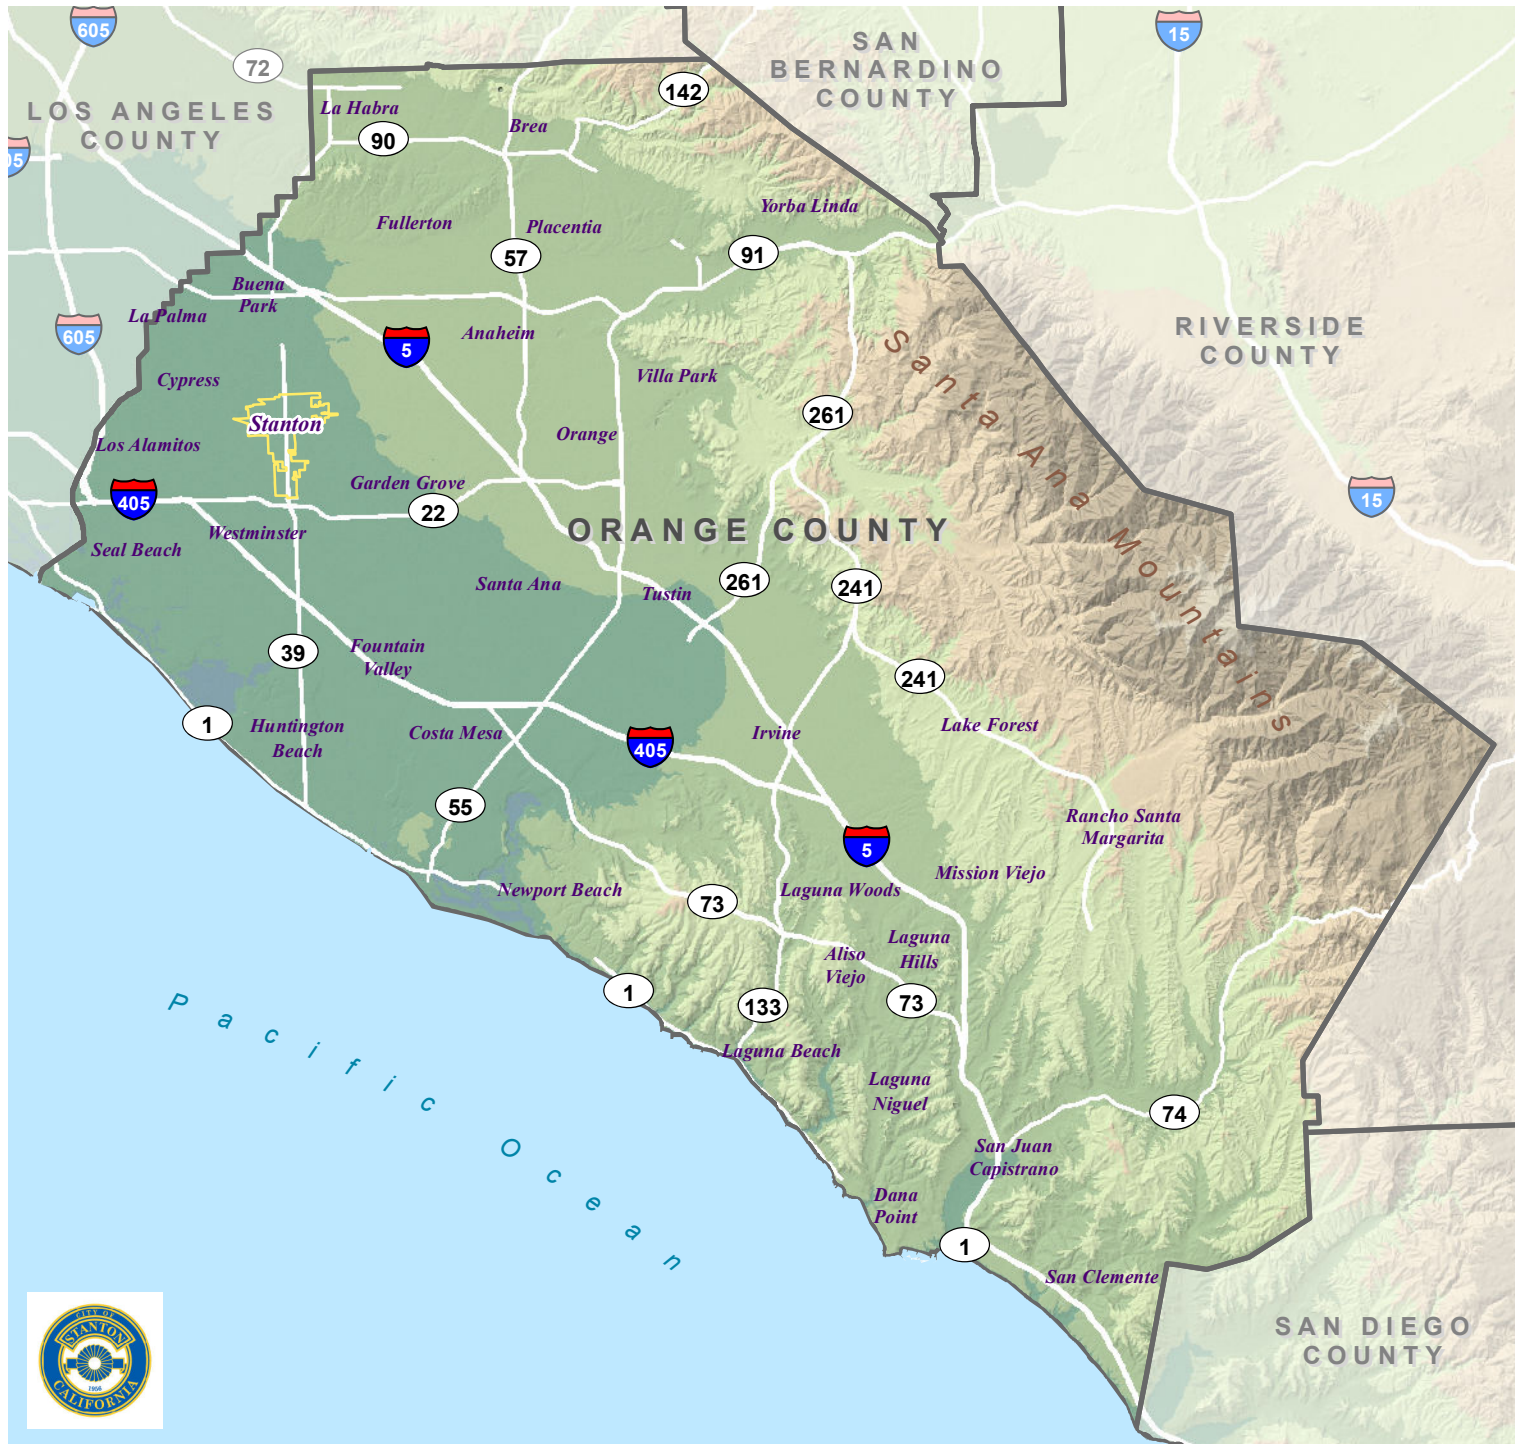 605
15
SAN
BERNARDINO
COUNTY
72
142
LOS ANGELES
COUNTY
La Habra
Brea
90
Yorba Linda
Fullerton
Placentia
57
91
Buena
Park
La Palma
605
5
Anaheim
Santa Ana Mountains
RIVERSIDE
COUNTY
Villa Park
Cypress
261
Stanton
Orange
Los Alamitos
Garden Grove
405
22
15
Westminster
ORANGE COUNTY
Seal Beach
Santa Ana
Tustin
261
241
39
Fountain
Valley
241
1
Huntington
Beach
Costa Mesa
405
Irvine
Lake Forest
55
Rancho Santa
Margarita
5
Mission Viejo
Newport Beach
73
Laguna Woods
Laguna
Hills
Aliso
Viejo
1
133
73
Pacific Ocean
Laguna Beach
Laguna
Niguel
74
San Juan
Capistrano
Dana
Point
1
San Clemente
SAN DIEGO
COUNTY
CITY OF
STANTON
1956
CALIFORNIA